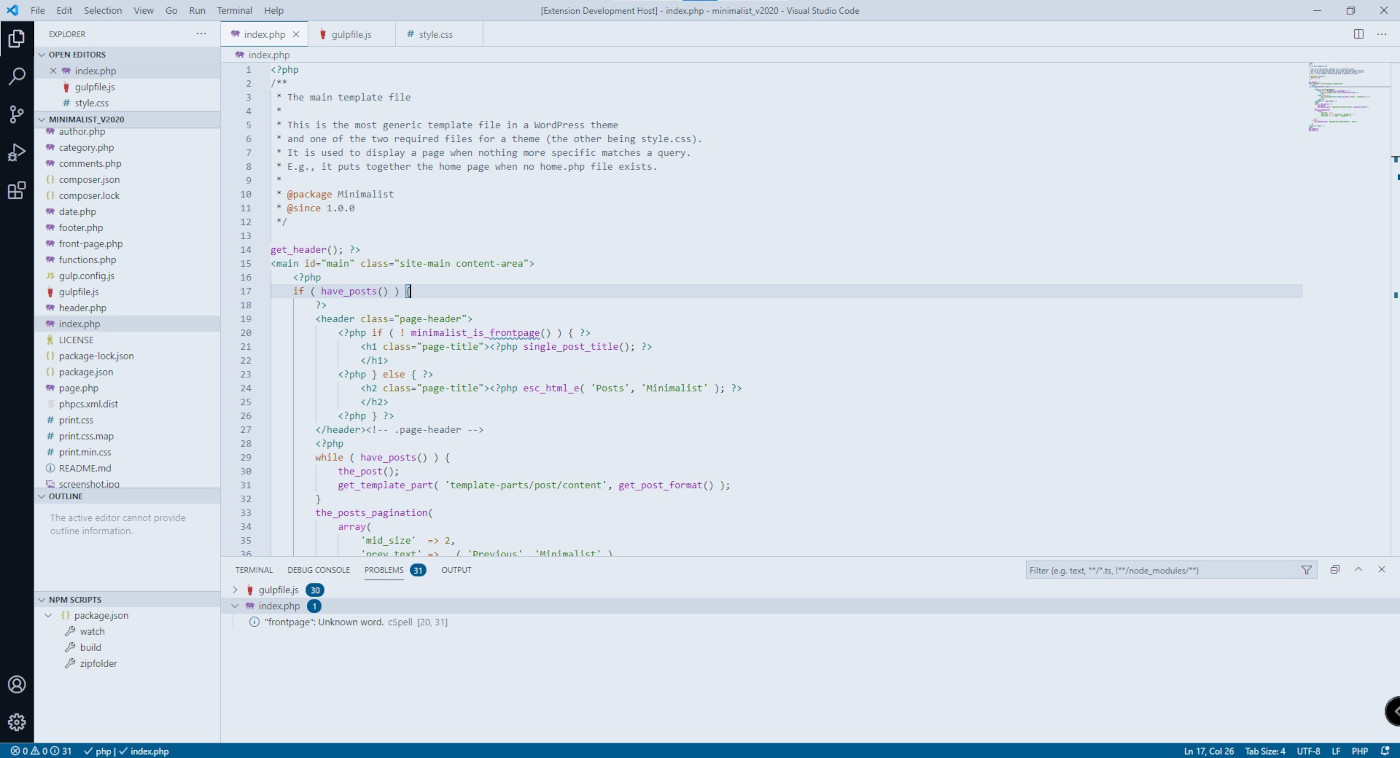 File Edit Selection View Go Run Terminal Help
[Extension Development Host] - index.php - minimalist_v2020 - Visual Studio Code
EXPLORER
OPEN EDITORS
index.php
gulpfile.js
style.css
MINIMALIST_V2020
author.php
category.php
comments.php
composer.json
composer.lock
date.php
footer.php
front-page.php
functions.php
JS gulp.config.js
gulpfile.js
header.php
index.php
LICENSE
package-lock.json
package.json
page.php
phpcs.xml.dist
print.css
print.css.map
print.min.css
README.md
screenshot.jpg
OUTLINE
The active editor cannot provide
outline information.
NPM SCRIPTS
package.json
watch
build
zipfolder
index.php gulpfile.js # style.css
index.php
1 <?php
2 /**
3 * The main template file
4 *
5 * This is the most generic template file in a WordPress theme
6 * and one of the two required files for a theme (the other being style.css).
7 * It is used to display a page when nothing more specific matches a query.
8 * E.g., it puts together the home page when no home.php file exists.
9 *
10 * @package Minimalist
11 * @since 1.0.0
12 */
13
14 get_header(); ?>
15 <main id="main" class="site-main content-area">
16 <?php
17 if ( have_posts() ) {
18 ?>
19 <header class="page-header">
20 <?php if ( ! minimalist_is_frontpage() ) { ?>
21 <h1 class="page-title"><?php single_post_title(); ?>
22 </h1>
23 <?php } else { ?>
24 <h2 class="page-title"><?php esc_html_e( 'Posts', 'Minimalist' ); ?>
25 </h2>
26 <?php } ?>
27 </header><!-- .page-header -->
28 <?php
29 while ( have_posts() ) {
30 the_post();
31 get_template_part( 'template-parts/post/content', get_post_format() );
32 }
33 the_posts_pagination(
34 array(
35 'mid_size' => 2,
36 'prev_text' => __( 'Previous', 'Minimalist' )
TERMINAL DEBUG CONSOLE PROBLEMS 31 OUTPUT
Filter (e.g. text, **/*.ts, !**/node_modules/**)
gulpfile.js 30
index.php 1
"frontpage": Unknown word. cSpell [20, 31]
0 0 31 php | index.php
Ln 17, Col 26 Tab Size: 4 UTF-8 LF PHP